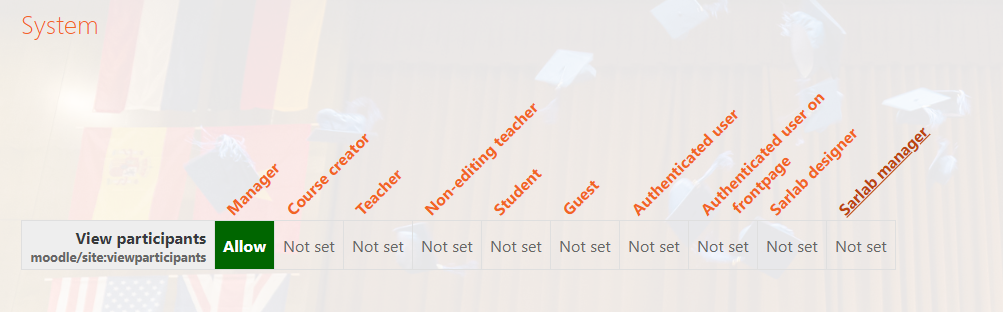 System
Manager
Course creator
Teacher
Non-editing teacher
Student
Guest
Authenticated user
Authenticated user on
frontpage
Sarlab designer
Sarlab manager
View participants
moodle/site:viewparticipants
Allow
Not set
Not set
Not set
Not set
Not set
Not set
Not set
Not set
Not set